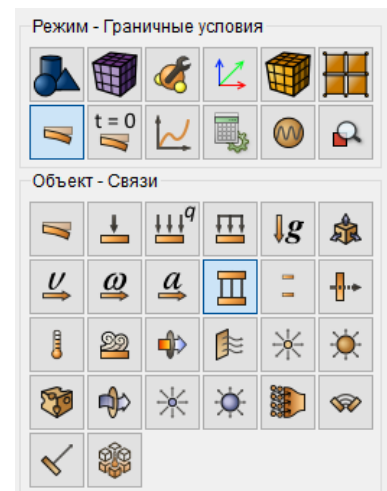 Режим - Граничные условия
t = 0
Объект - Связи
q
g
υ ω a